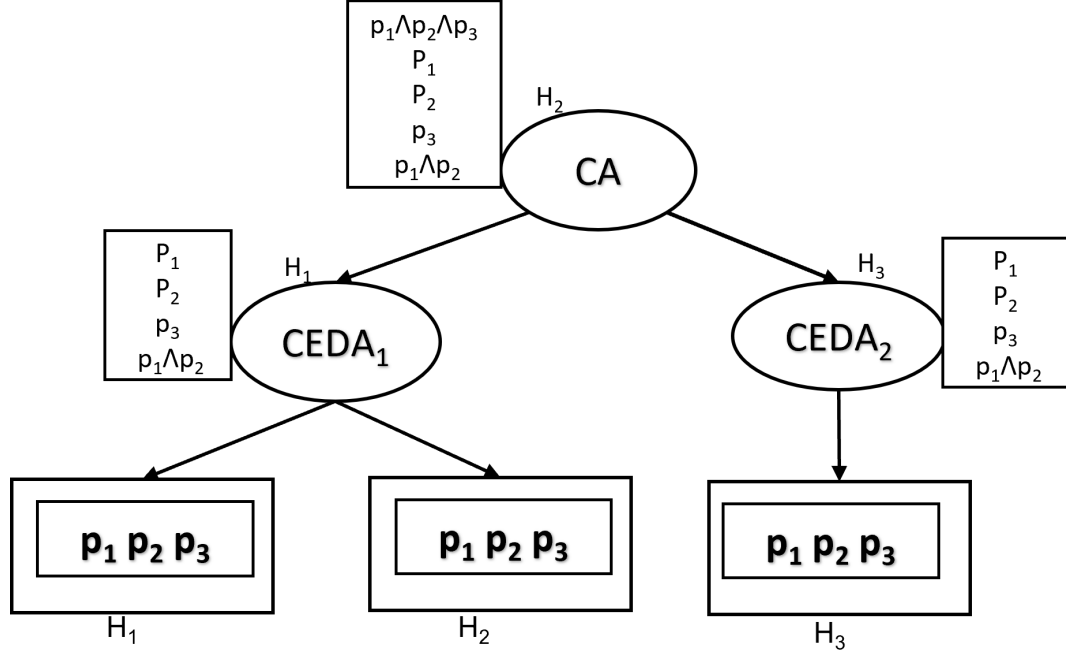 p₁Λp₂Λp₃
P₁
P₂
p₃
p₁Λp₂
H₂
CA
P₁
P₂
p₃
p₁Λp₂
H₁
CEDA₁
H₃
CEDA₂
P₁
P₂
p₃
p₁Λp₂
p₁ p₂ p₃
H₁
p₁ p₂ p₃
H₂
p₁ p₂ p₃
H₃